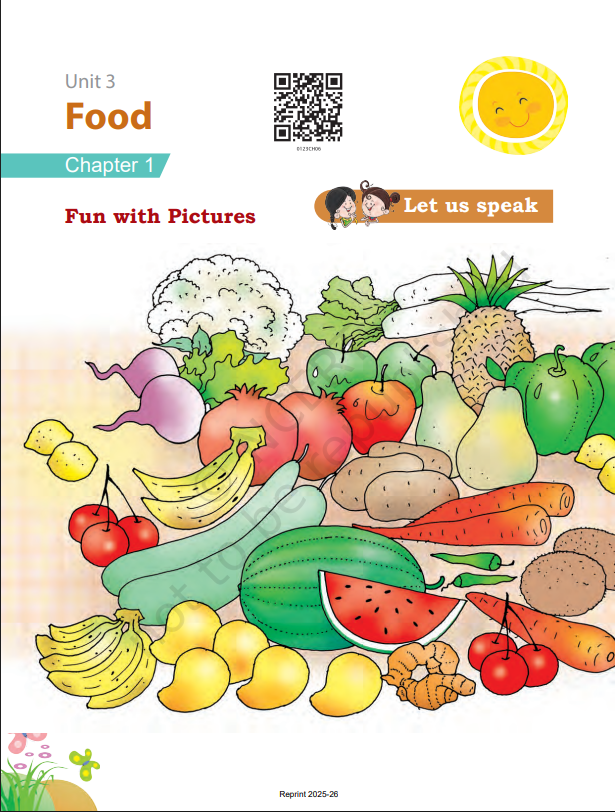 Unit 3
Food
0123CH06
Chapter 1
Fun with Pictures
Let us speak
not to be republished
Reprint 2025-26